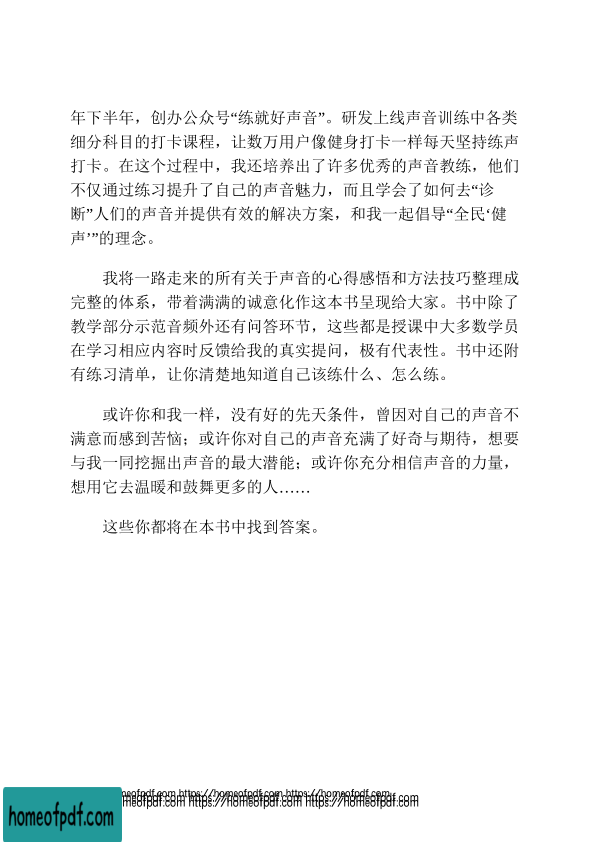 年下半年，创办公众号“练就好声音”。研发上线声音训练中各类
细分科目的打卡课程，让数万用户像健身打卡一样每天坚持练声
打卡。在这个过程中，我还培养出了许多优秀的声音教练，他们
不仅通过练习提升了自己的声音魅力，而且学会了如何去“诊
断”人们的声音并提供有效的解决方案，和我一起倡导“全民‘健
声’”的理念。
我将一路走来的所有关于声音的心得感悟和方法技巧整理成
完整的体系，带着满满的诚意化作这本书呈现给大家。书中除了
教学部分示范音频外还有问答环节，这些都是授课中大多数学员
在学习相应内容时反馈给我的真实提问，极有代表性。书中还附
有练习清单，让你清楚地知道自己该练什么、怎么练。
或许你和我一样，没有好的先天条件，曾因对自己的声音不
满意而感到苦恼；或许你对自己的声音充满了好奇与期待，想要
与我一同挖掘出声音的最大潜能；或许你充分相信声音的力量，
想用它去温暖和鼓舞更多的人……
这些你都将在本书中找到答案。
meofpdf.com https://homeofpdf.com https://homeofpdf.com
meofpdf.com https://homeofpdf.com https://homeofpdf.com
homeofpdf.com